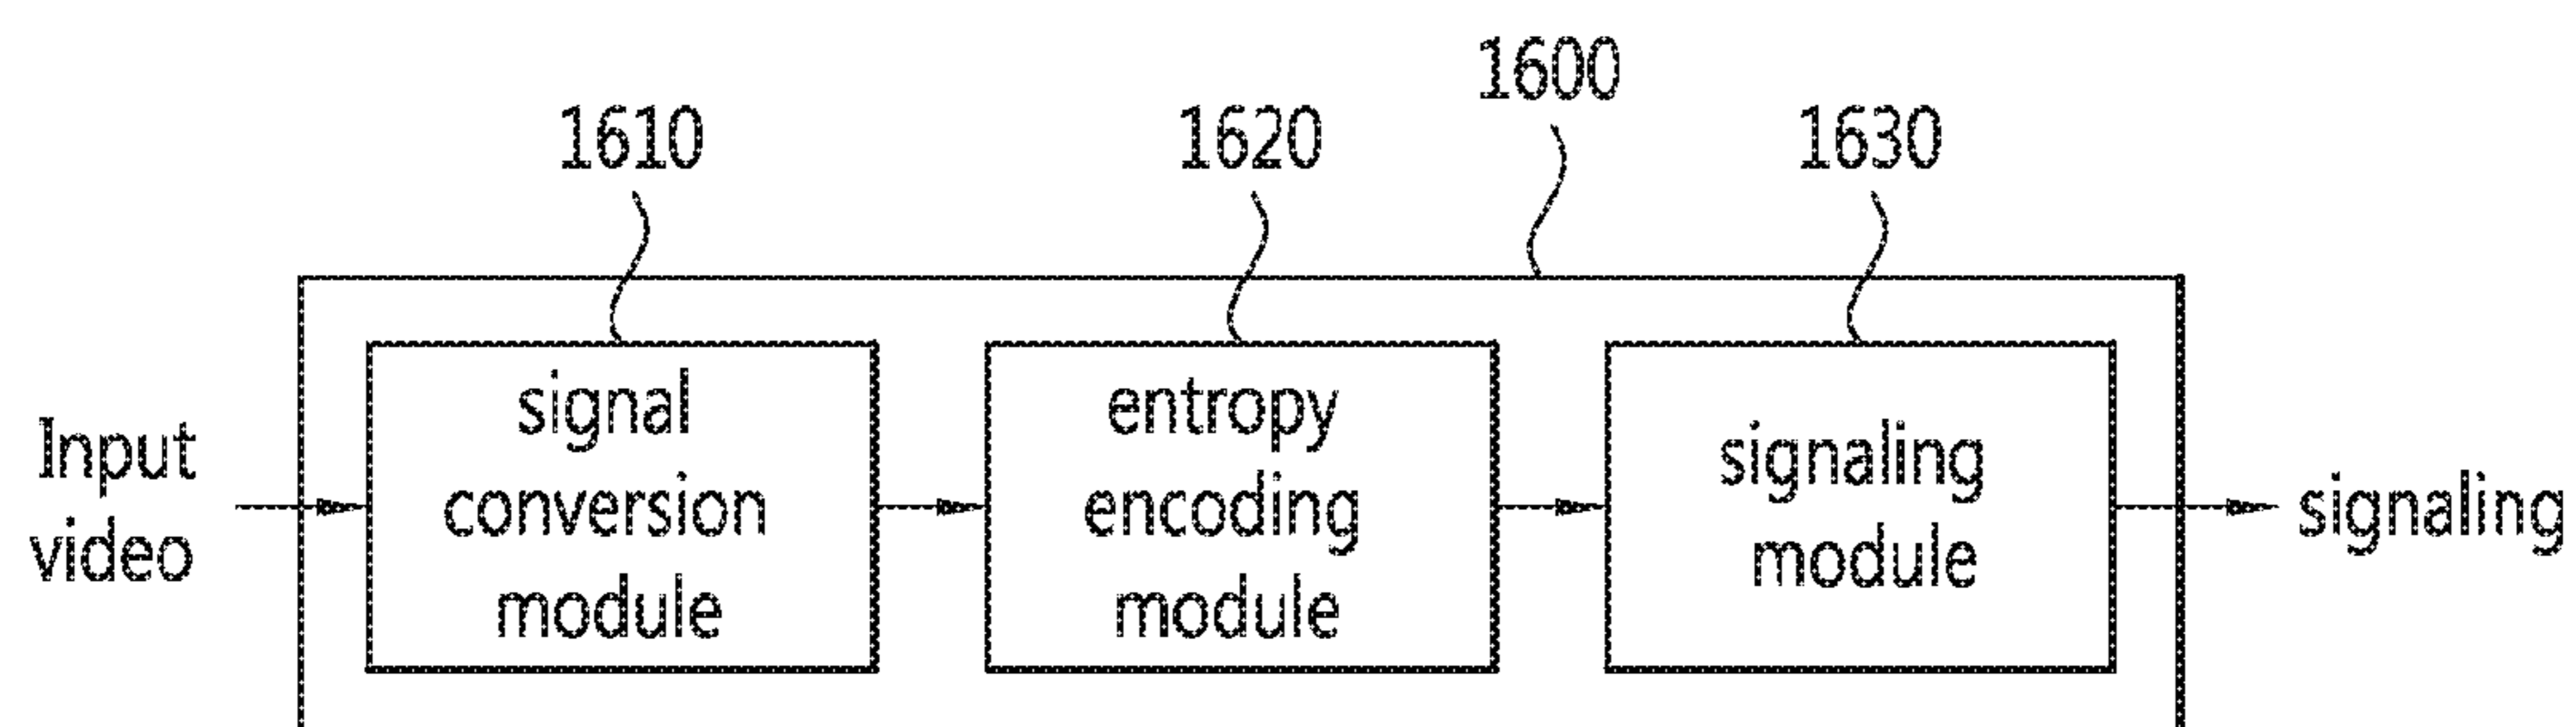 1600
1610
1620
1630
Input
video
signal
conversion
module
entropy
encoding
module
signaling
module
signaling